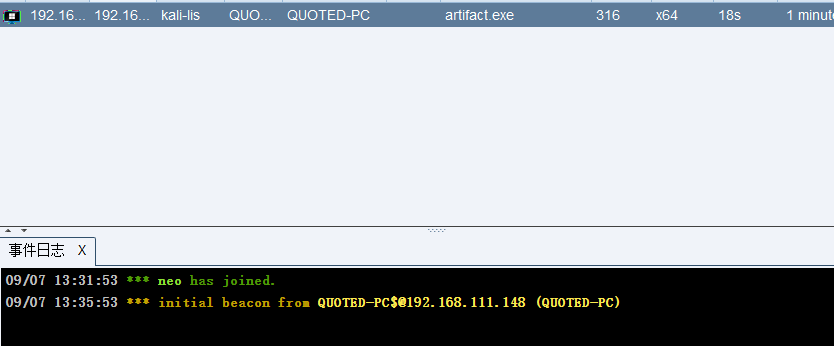 192.16... 192.16... kali-lis QUO... QUOTED-PC artifact.exe 316 x64 18s 1 minut
事件日志 X
09/07 13:31:53 *** neo has joined.
09/07 13:35:53 *** initial beacon from QUOTED-PC$@192.168.111.148 (QUOTED-PC)